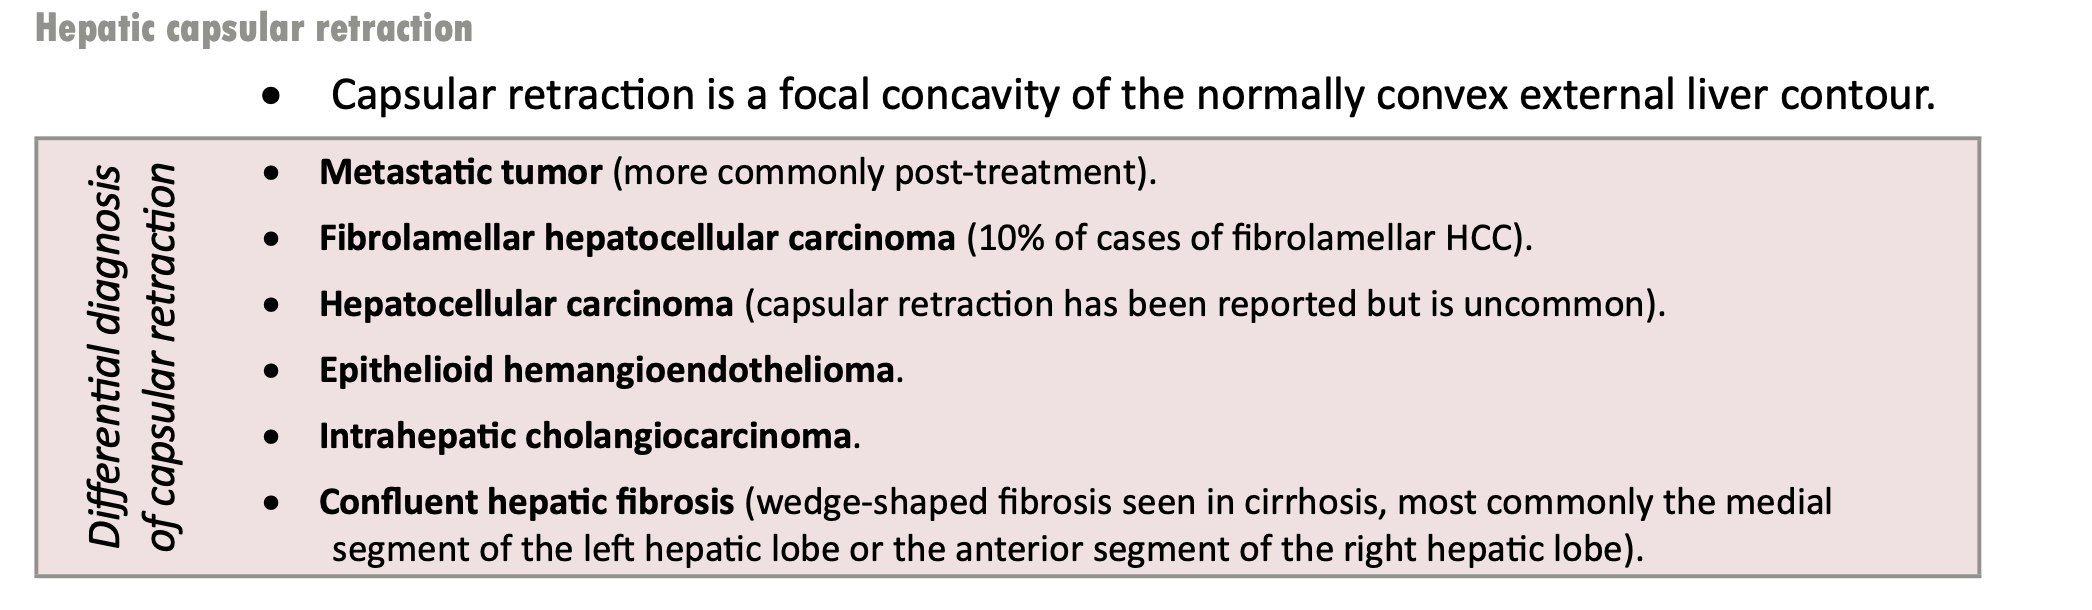 Hepatic capsular retraction
• Capsular retraction is a focal concavity of the normally convex external liver contour.
Differential diagnosis
of capsular retraction
• Metastatic tumor (more commonly post-treatment).
• Fibrolamellar hepatocellular carcinoma (10% of cases of fibrolamellar HCC).
• Hepatocellular carcinoma (capsular retraction has been reported but is uncommon).
• Epithelioid hemangioendothelioma.
• Intrahepatic cholangiocarcinoma.
• Confluent hepatic fibrosis (wedge-shaped fibrosis seen in cirrhosis, most commonly the medial
segment of the left hepatic lobe or the anterior segment of the right hepatic lobe).